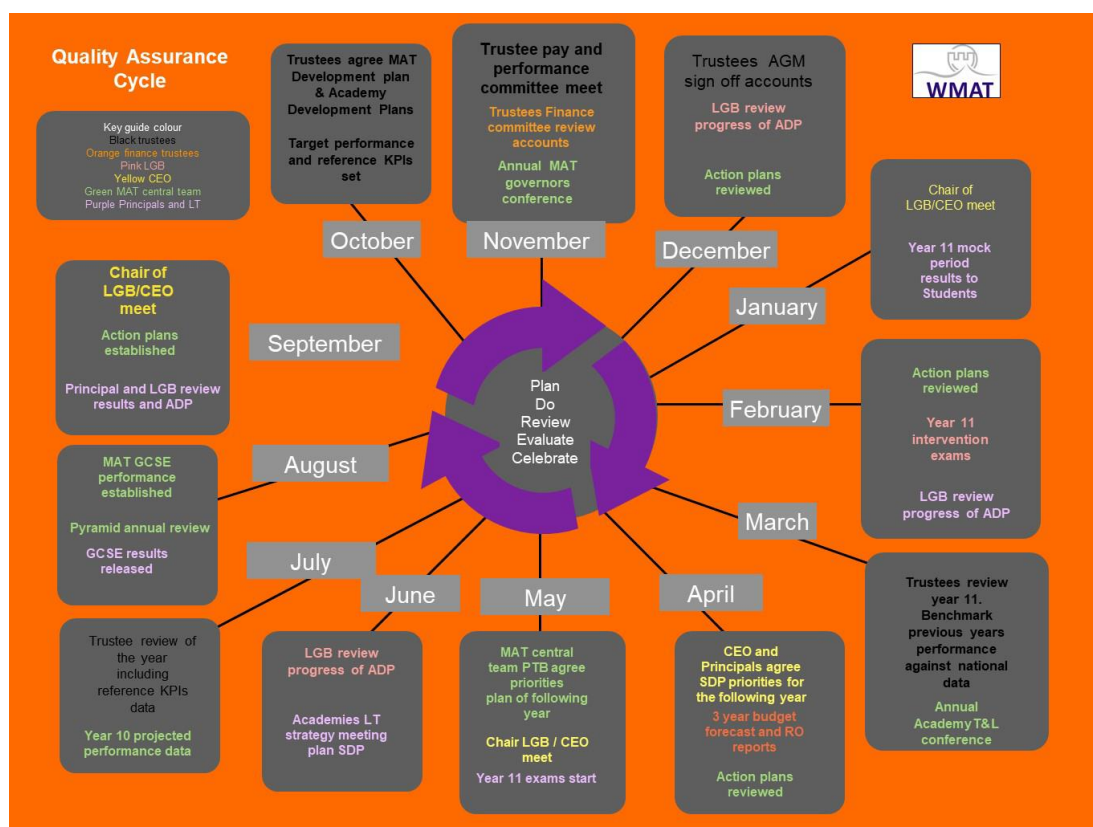 Quality Assurance
Cycle
Key guide colour
Black trustees
Orange finance trustees
Pink LGB
Yellow CEO
Green MAT central team
Purple Principals and LT
Trustees agree MAT
Development plan
& Academy
Development Plans
Target performance
and reference KPIs
set
October
Trustee pay and
performance
committee meet
Trustees Finance
committee review
accounts
Annual MAT
governors
conference
November
Trustees AGM
sign off accounts
LGB review
progress of ADP
Action plans
reviewed
December
WMAT
Chair of
LGB/CEO meet
Year 11 mock
period
results to
Students
January
Action plans
reviewed
Year 11
intervention
exams
LGB review
progress of ADP
February
Trustees review
year 11.
Benchmark
previous years
performance
against national
data
Annual
Academy T&L
conference
March
April
CEO and
Principals agree
SDP priorities for
the following year
3 year budget
forecast and RO
reports
Action plans
reviewed
May
MAT central
team PTB agree
priorities
plan of following
year
Chair LGB / CEO
meet
Year 11 exams start
June
LGB review
progress of ADP
Academies LT
strategy meeting
plan SDP
July
Trustee review of
the year
including
reference KPIs
data
Year 10 projected
performance data
August
MAT GCSE
performance
established
Pyramid annual review
GCSE results
released
September
Chair of
LGB/CEO
meet
Action plans
established
Principal and LGB review
results and ADP
Plan
Do
Review
Evaluate
Celebrate